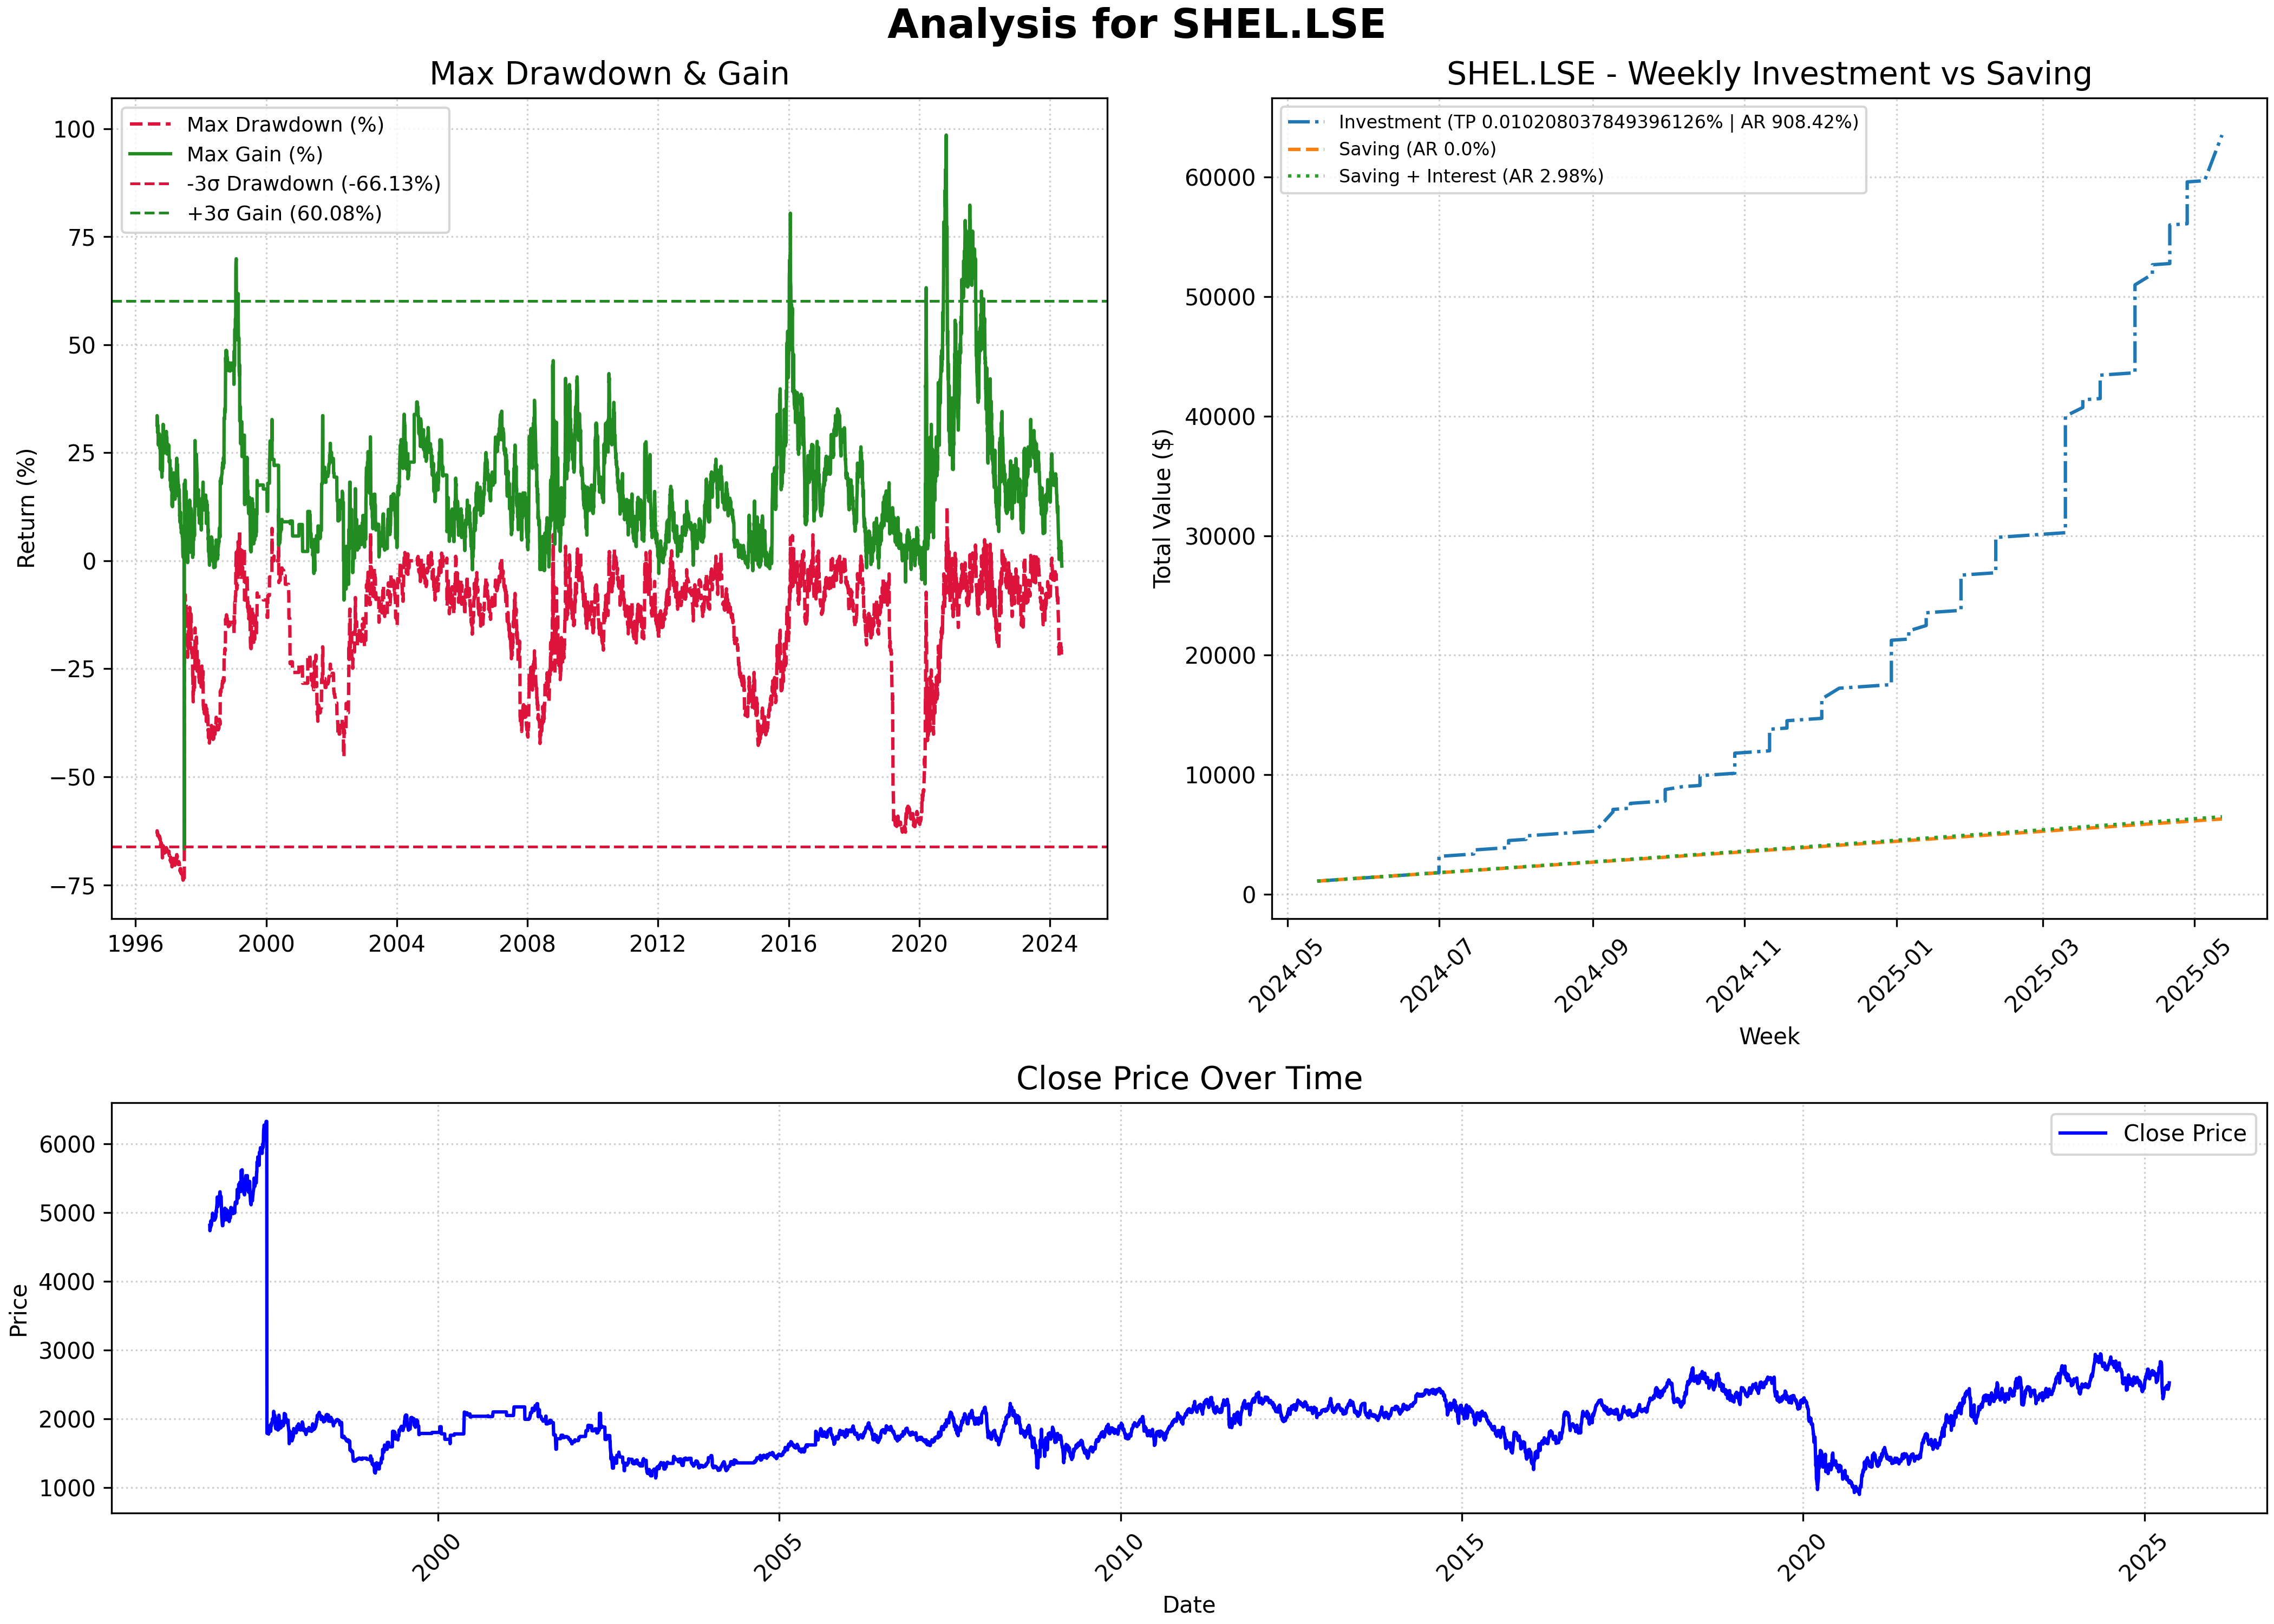 Analysis for SHEL.LSE
Max Drawdown & Gain
Max Drawdown (%)
Max Gain (%)
-3σ Drawdown (-66.13%)
+3σ Gain (60.08%)
Return (%)
100
75
50
25
0
−25
−50
−75
1996
2000
2004
2008
2012
2016
2020
2024
SHEL.LSE - Weekly Investment vs Saving
Investment (TP 0.010208037849396126% | AR 908.42%)
Saving (AR 0.0%)
Saving + Interest (AR 2.98%)
Total Value ($)
60000
50000
40000
30000
20000
10000
0
2024-05
2024-07
2024-09
2024-11
2025-01
2025-03
2025-05
Week
Close Price Over Time
Close Price
Price
6000
5000
4000
3000
2000
1000
2000
2005
2010
2015
2020
2025
Date